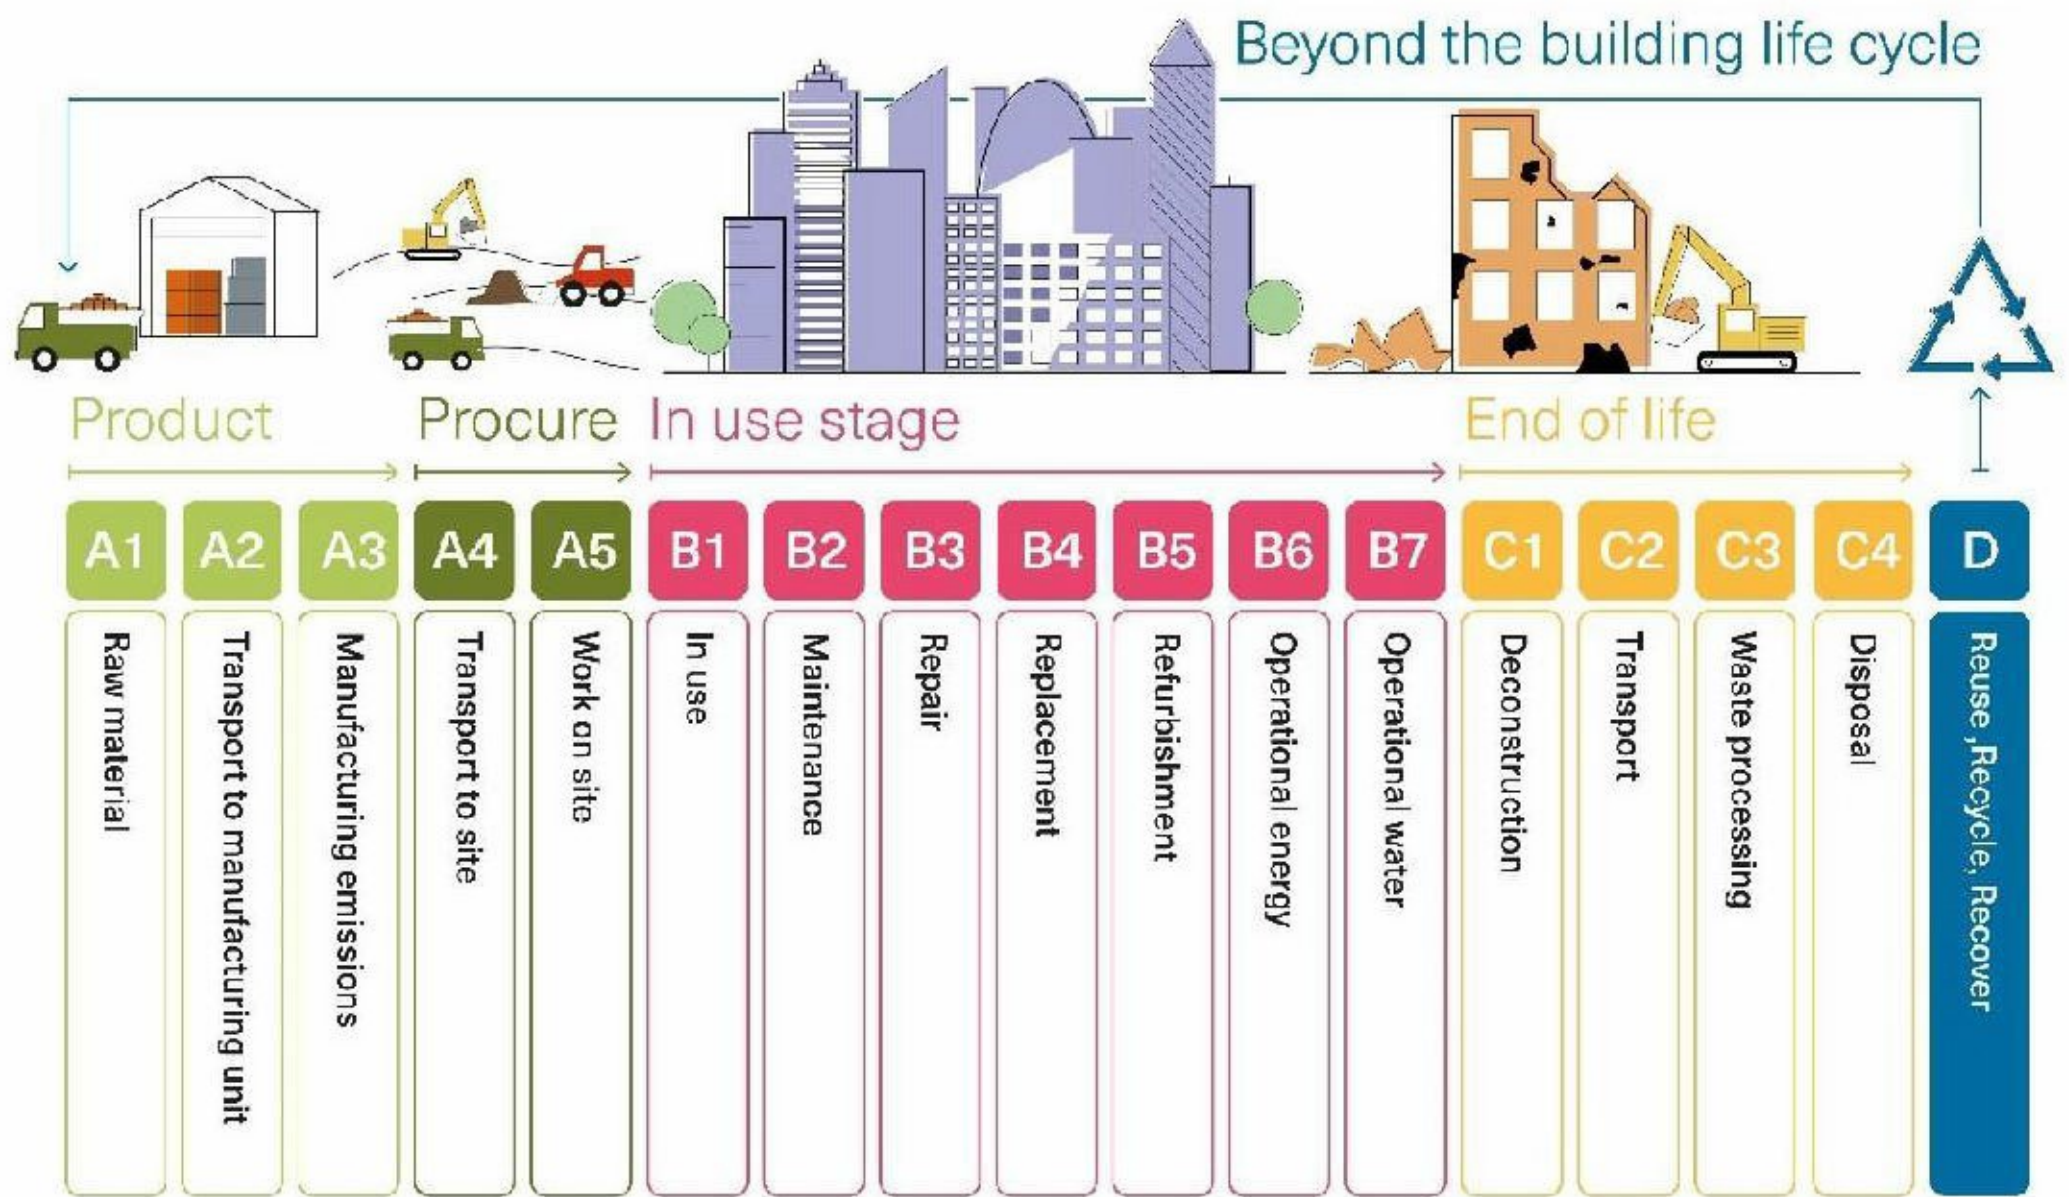 Beyond the building life cycle
Product
Procure
In use stage
End of life
A1
A2
A3
A4
A5
B1
B2
B3
B4
B5
B6
B7
C1
C2
C3
C4
D
Raw material
Transport to manufacturing unit
Manufacturing emissions
Transport to site
Work on site
In use
Maintenance
Repair
Replacement
Refurbishment
Operational energy
Operational water
Deconstruction
Transport
Waste processing
Disposal
Reuse ,Recycle, Recover